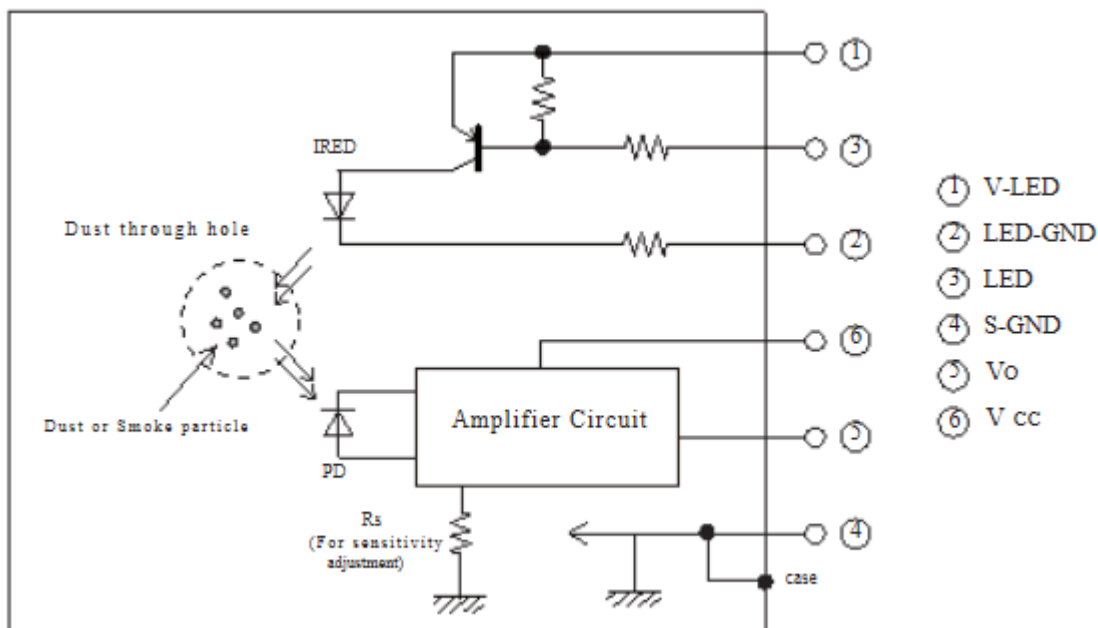 1
IRED
3
Dust through hole
2
6
Amplifier Circuit
5
Dust or Smoke particle
PD
Rs
(For sensitivity
adjustment)
4
case
1 V-LED
2 LED-GND
3 LED
4 S-GND
5 Vo
6 V cc